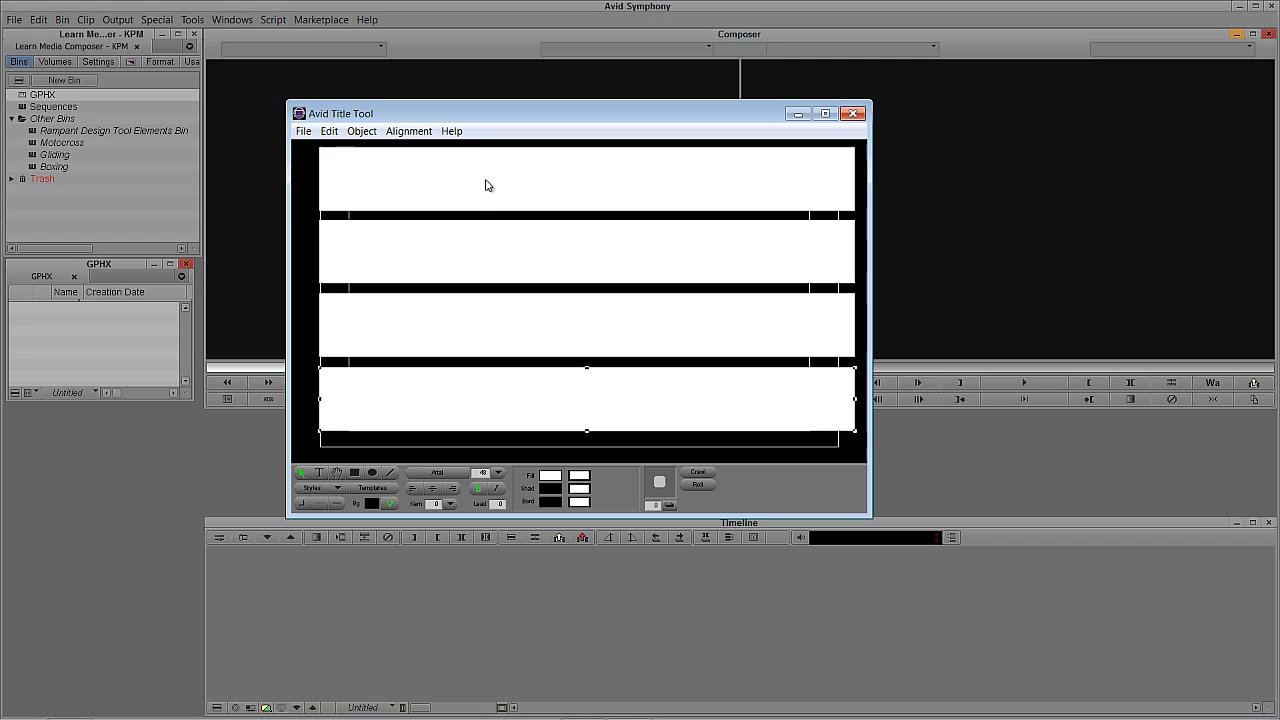 Avid Symphony
File Edit Bin Clip Output Special Tools Windows Script Marketplace Help
Learn Me...er - KPM
Composer
Learn Media Composer - KPM
Bins Volumes Settings Format Usa
New Bin
GPHX
Sequences
Other Bins
Rampant Design Tool Elements Bin
Motocross
Gliding
Boxing
Trash
Avid Title Tool
File Edit Object Alignment Help
GPHX
GPHX
Name Creation Date
Untitled
Wa
T Arial 48 Fill Crawl
Styles Templates Shad Roll
Bg Kern 0 Lead 0 Bord 0
Timeline
Untitled